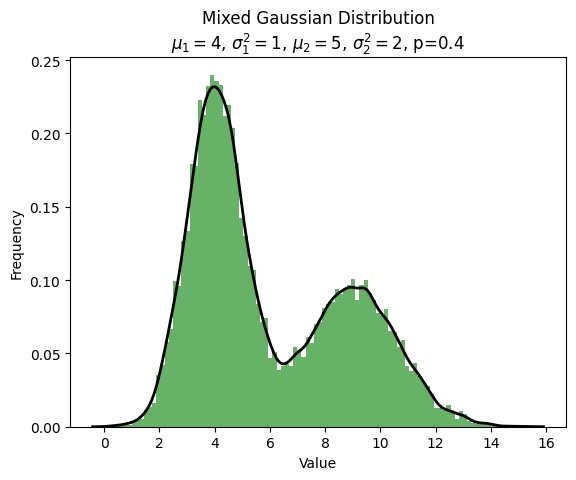 Mixed Gaussian Distribution
μ₁ = 4, σ₁² = 1, μ₂ = 5, σ₂² = 2, p=0.4
0.25
0.20
0.15
0.10
0.05
0.00
Frequency
0 2 4 6 8 10 12 14 16
Value